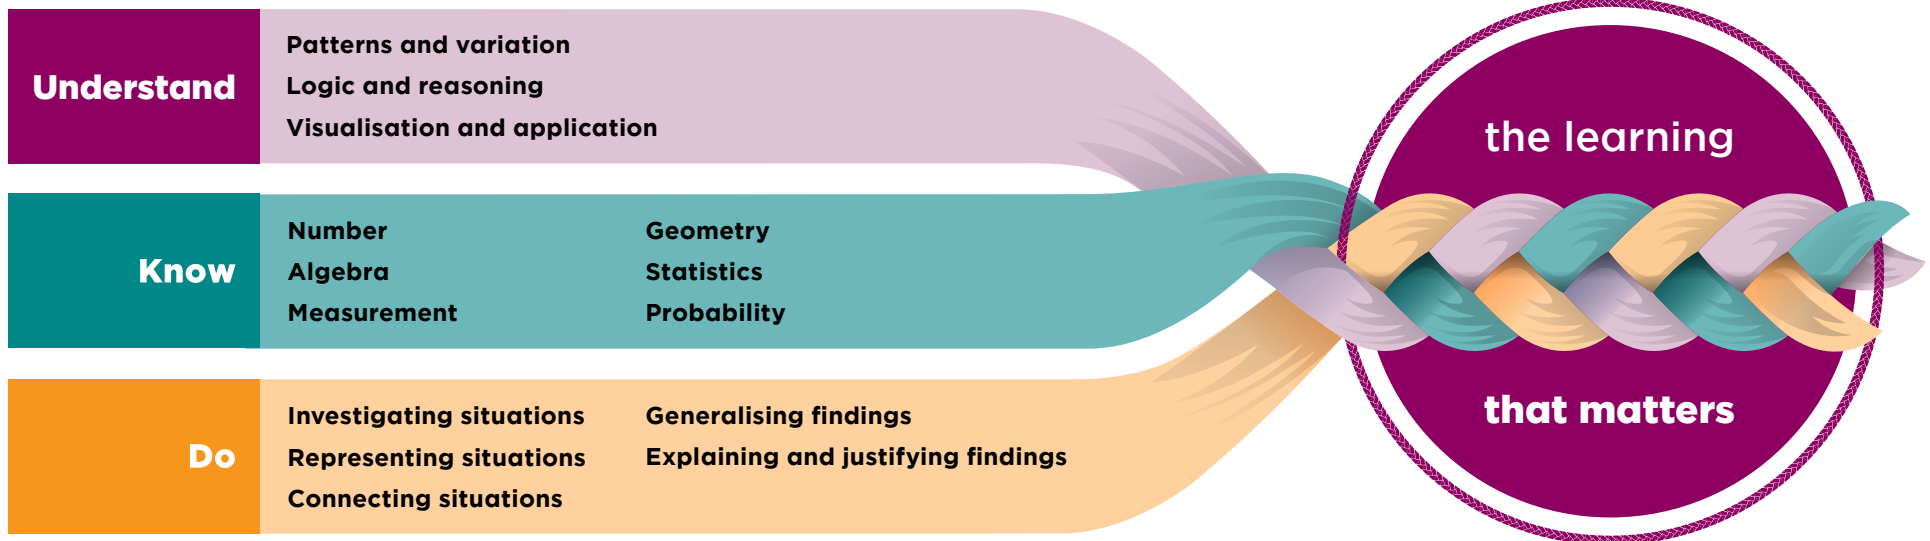 Understand
Patterns and variation
Logic and reasoning
Visualisation and application
Know
Number
Algebra
Measurement
Geometry
Statistics
Probability
Do
Investigating situations
Representing situations
Connecting situations
Generalising findings
Explaining and justifying findings
the learning
that matters